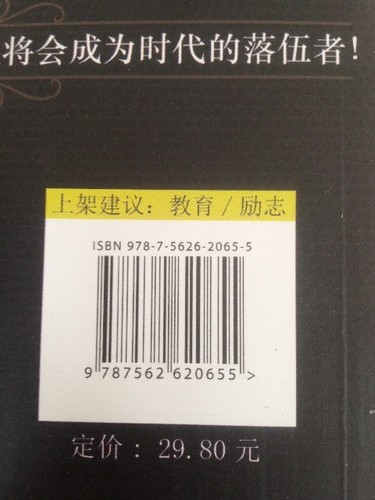 将会成为时代的落伍者!
上架建议：教育/励志
ISBN 978-7-5626-2065-5
9 787562 620655 >
定价：29.80 元